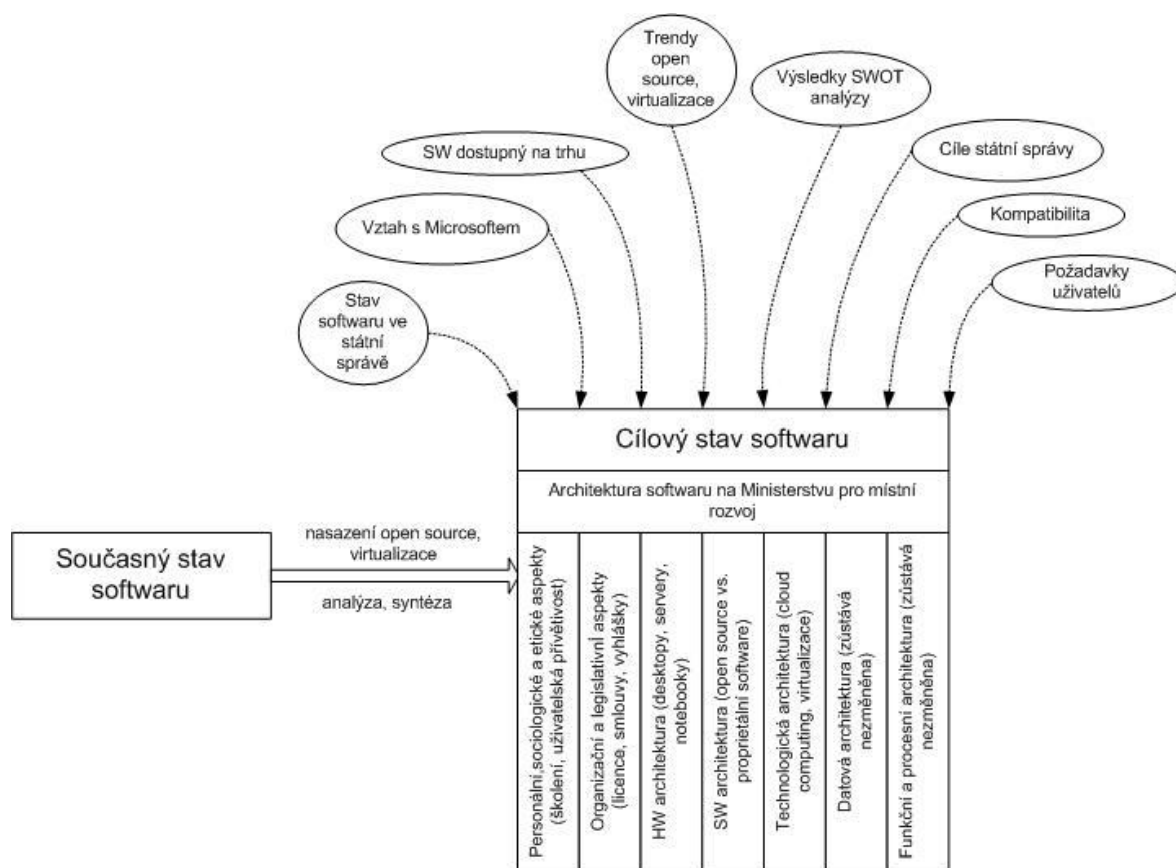 Trendy
open
source,
virtualizace
Výsledky SWOT
analýzy
SW dostupný na trhu
Cíle státní správy
Vztah s Microsoftem
Kompatibilita
Požadavky
uživatelů
Stav
softwaru ve
státní
správě
Cílový stav softwaru
Architektura softwaru na Ministerstvu pro místní
rozvoj
Současný stav
softwaru
nasazení open source,
virtualizace
analýza, syntéza
Personální,sociologické a etické aspekty
(školení, uživatelská přívětivost)
Organizační a legislativní aspekty
(licence, smlouvy, vyhlášky)
HW architektura (desktopy, servery,
notebooky)
SW architektura (open source vs.
proprietální software)
Technologická architektura (cloud
computing, virtualizace)
Datová architektura (zůstává
nezměněna)
Funkční a procesní architektura (zůstává
nezměněna)